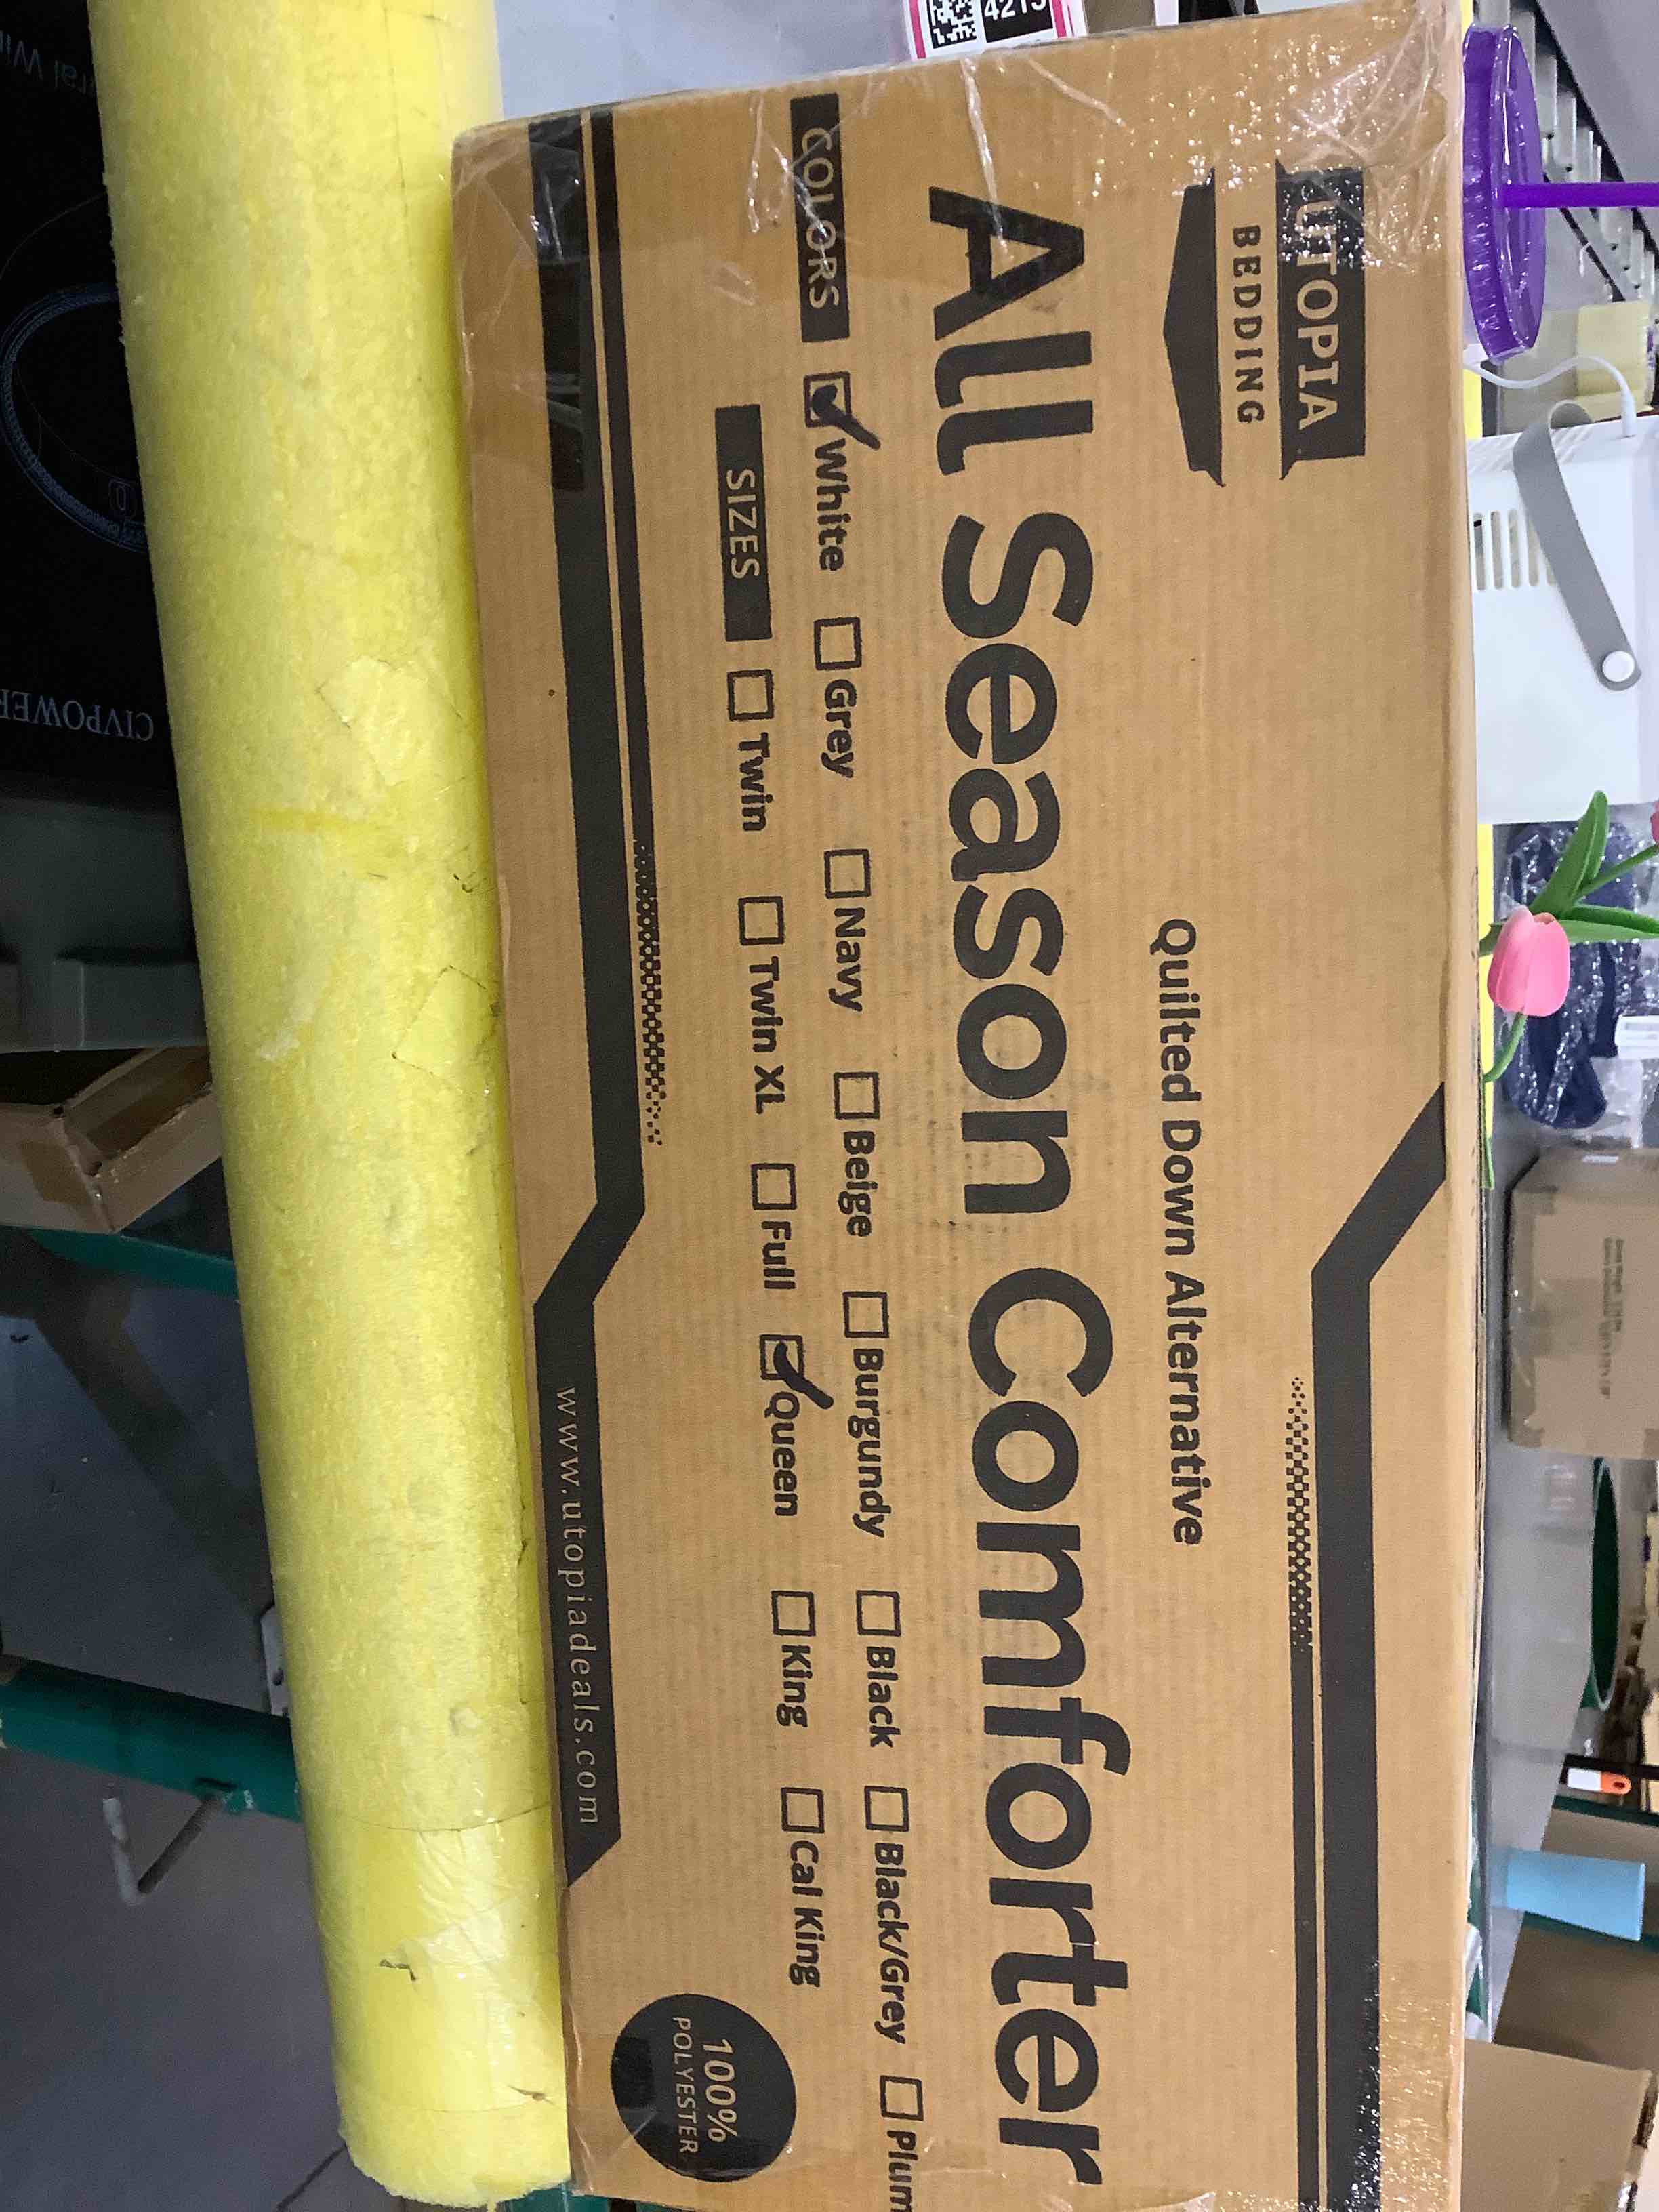 UTOPIA
BEDDING
Quilted Down Alternative
All Season Comforter
COLORS White Grey Navy Beige Burgundy Black Black/Grey Plum
SIZES Twin Twin XL Full Queen King Cal King
100%
POLYESTER
www.utopiadeals.com
4213
CIVPOWER